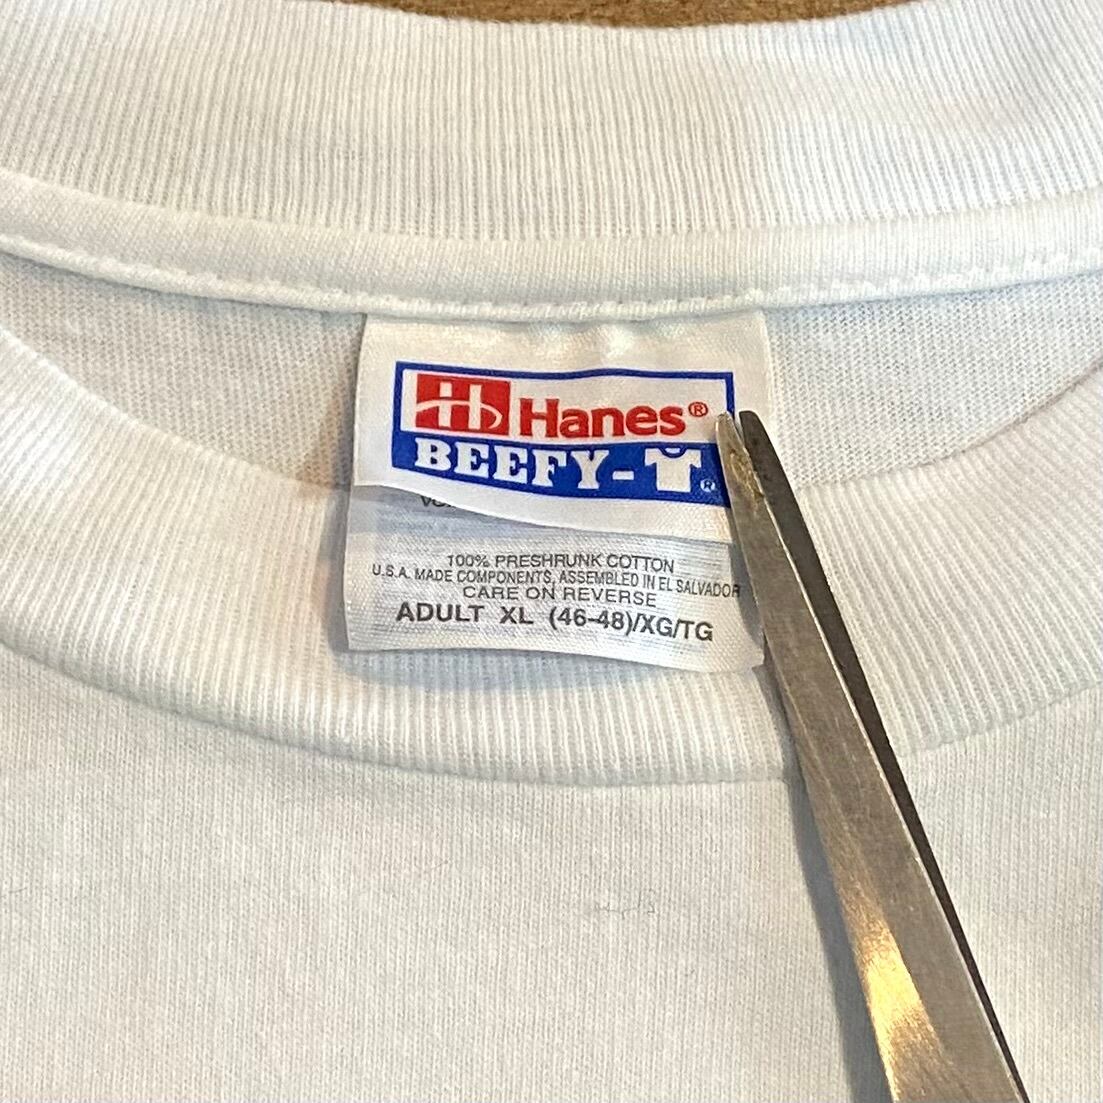 Hanes®
BEEFY-T®
100% PRESHRUNK COTTON
U.S.A. MADE COMPONENTS, ASSEMBLED IN EL SALVADOR
CARE ON REVERSE
ADULT XL (46-48)/XG/TG